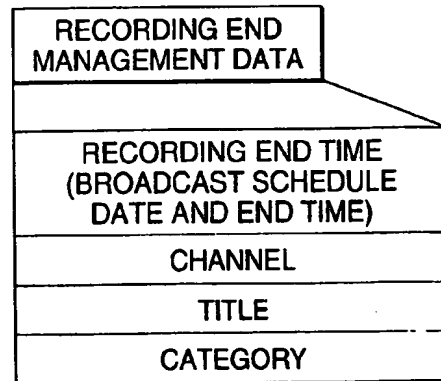 RECORDING END
MANAGEMENT DATA
RECORDING END TIME
(BROADCAST SCHEDULE
DATE AND END TIME)
CHANNEL
TITLE
CATEGORY